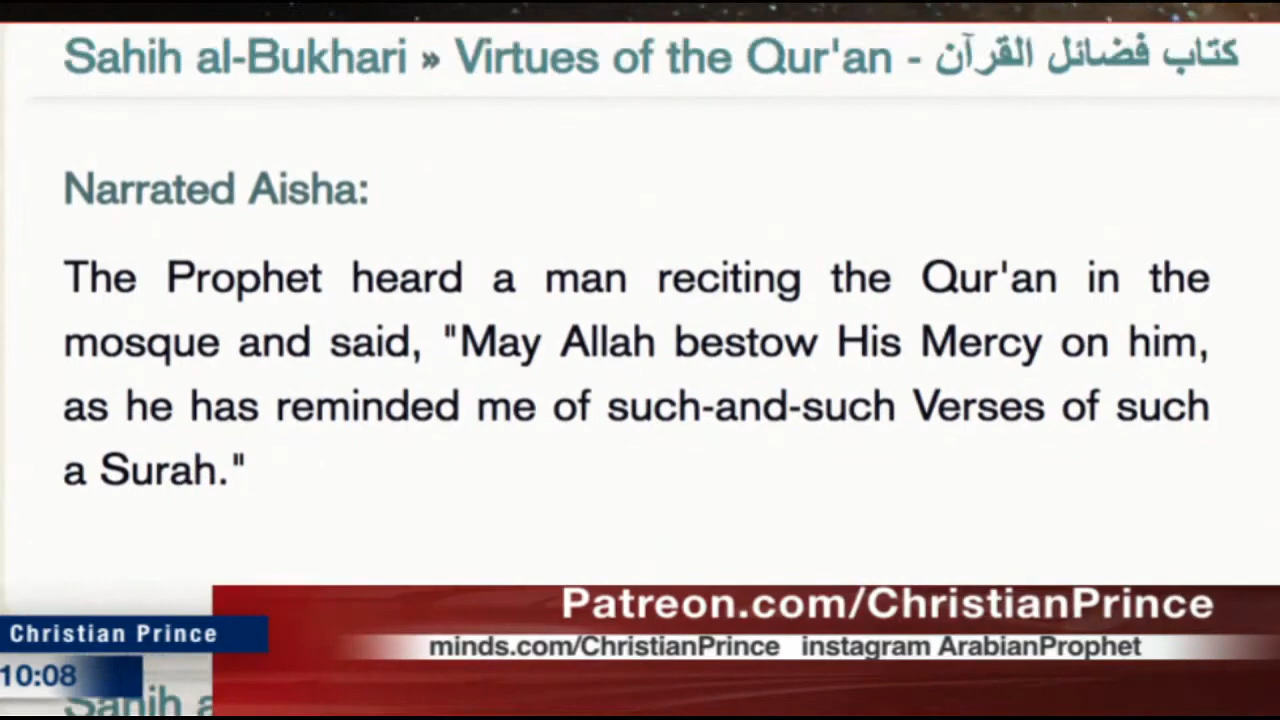 Sahih al-Bukhari » Virtues of the Qur'an - كتاب فضائل القرآن
Narrated Aisha:
The Prophet heard a man reciting the Qur'an in the
mosque and said, "May Allah bestow His Mercy on him,
as he has reminded me of such-and-such Verses of such
a Surah."
Patreon.com/ChristianPrince
Christian Prince
minds.com/ChristianPrince instagram ArabianProphet
10:08
Sahih a